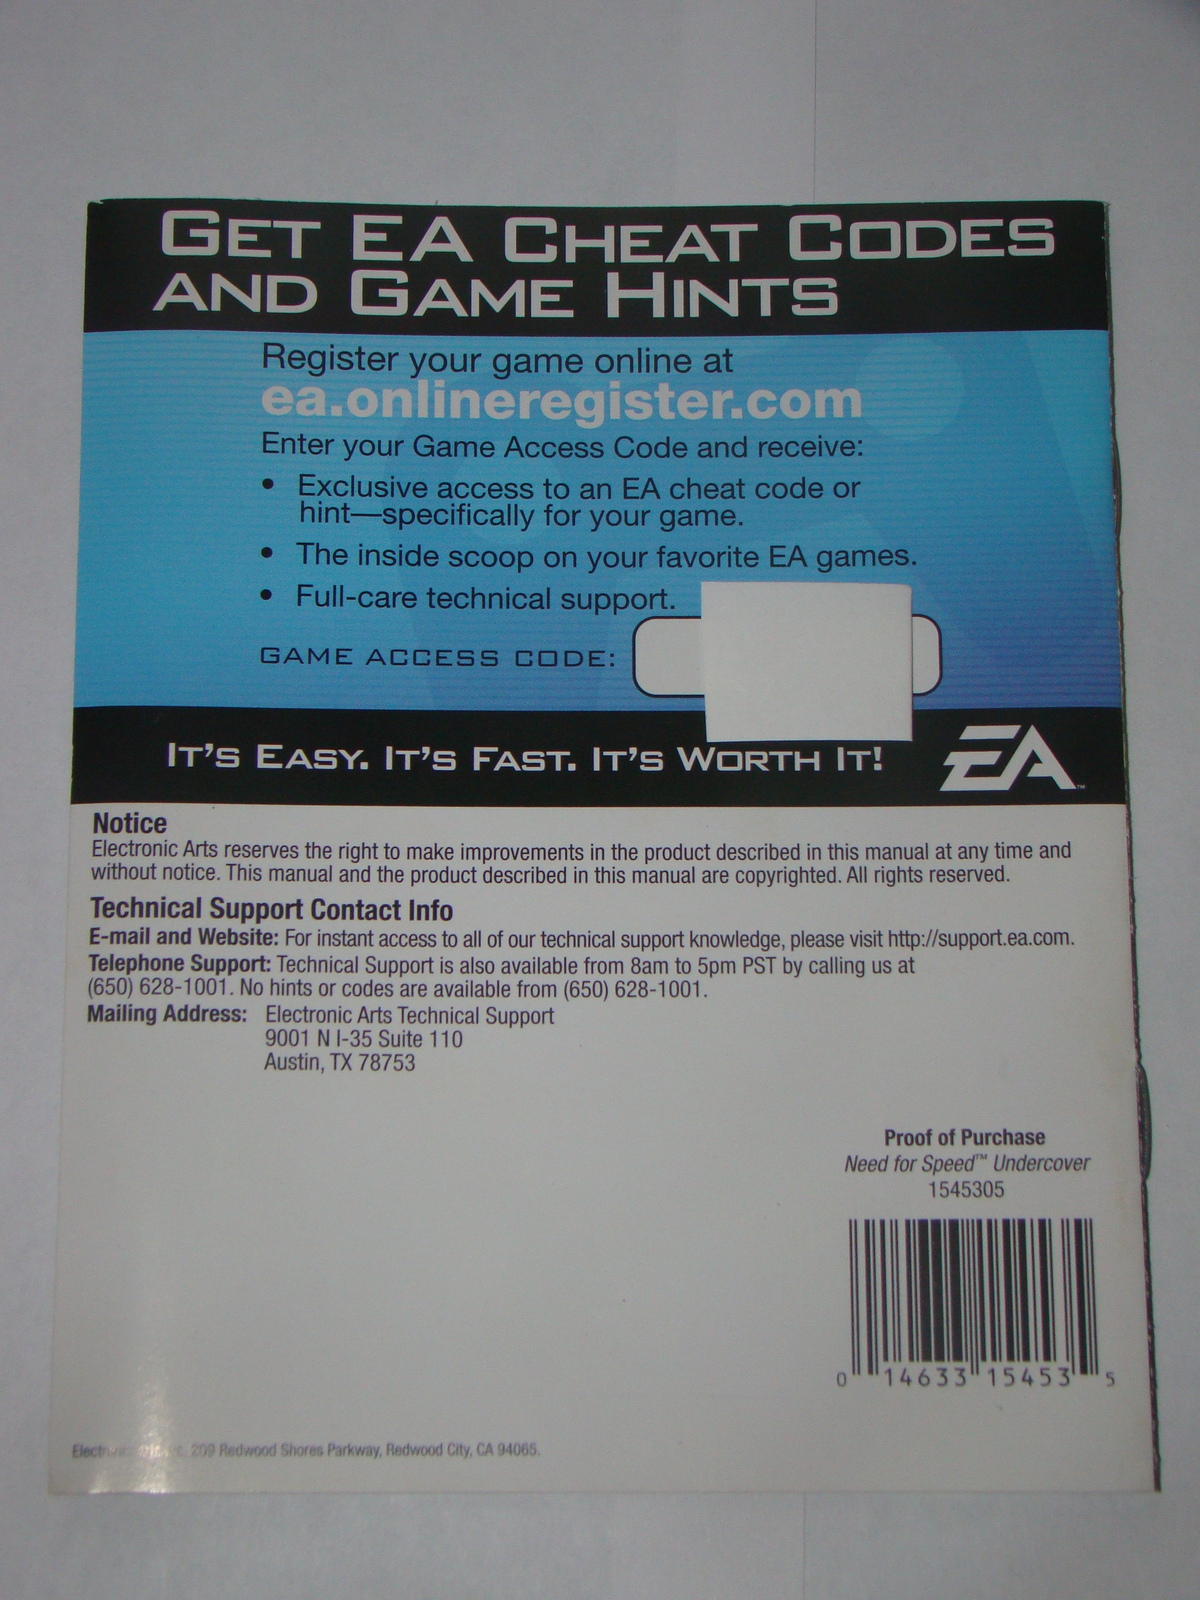 GET EA CHEAT CODES
AND GAME HINTS
Register your game online at
ea.onlineregister.com
Enter your Game Access Code and receive:
• Exclusive access to an EA cheat code or
hint—specifically for your game.
• The inside scoop on your favorite EA games.
• Full-care technical support.
GAME ACCESS CODE:
IT'S EASY. IT'S FAST. IT'S WORTH IT!
EA™
Notice
Electronic Arts reserves the right to make improvements in the product described in this manual at any time and
without notice. This manual and the product described in this manual are copyrighted. All rights reserved.
Technical Support Contact Info
E-mail and Website: For instant access to all of our technical support knowledge, please visit http://support.ea.com.
Telephone Support: Technical Support is also available from 8am to 5pm PST by calling us at
(650) 628-1001. No hints or codes are available from (650) 628-1001.
Mailing Address: Electronic Arts Technical Support
9001 N I-35 Suite 110
Austin, TX 78753
Proof of Purchase
Need for Speed™ Undercover
1545305
0 14633 15453 5
209 Redwood Shores Parkway, Redwood City, CA 94065.